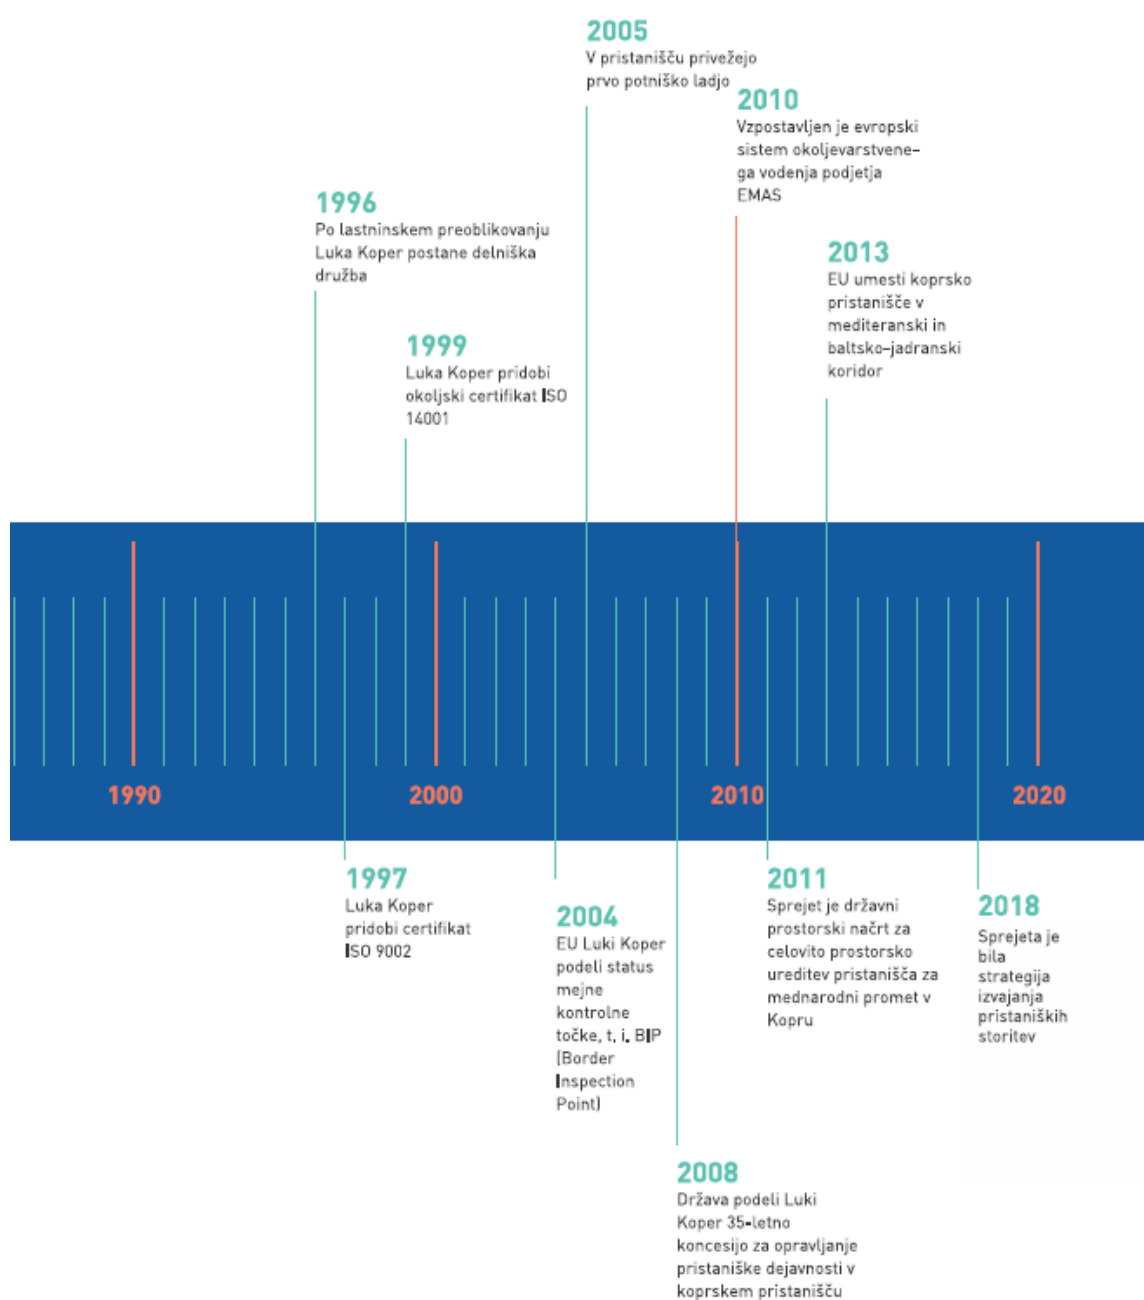 2005
V pristanišču privežejo
prvo potniško ladjo
2010
Vzpostavljen je evropski
sistem okoljevarstvene-
ga vodenja podjetja
EMAS
1996
Po lastninskem preoblikovanju
Luka Koper postane delniška
družba
2013
EU umesti koprsko
pristanišče v
mediteranski in
baltsko-jadranski
koridor
1999
Luka Koper pridobi
okoljski certifikat ISO
14001
1990
2000
2010
2020
1997
Luka Koper
pridobi certifikat
ISO 9002
2004
EU Luki Koper
podeli status
mejne
kontrolne
točke, t. i. BIP
(Border
Inspection
Point)
2011
Sprejet je državni
prostorski načrt za
celovito prostorsko
ureditev pristanišča za
mednarodni promet v
Kopru
2018
Sprejeta je
bila
strategija
izvajanja
pristaniških
storitev
2008
Država podeli Luki
Koper 35-letno
koncesijo za opravljanje
pristaniške dejavnosti v
koprskem pristanišču